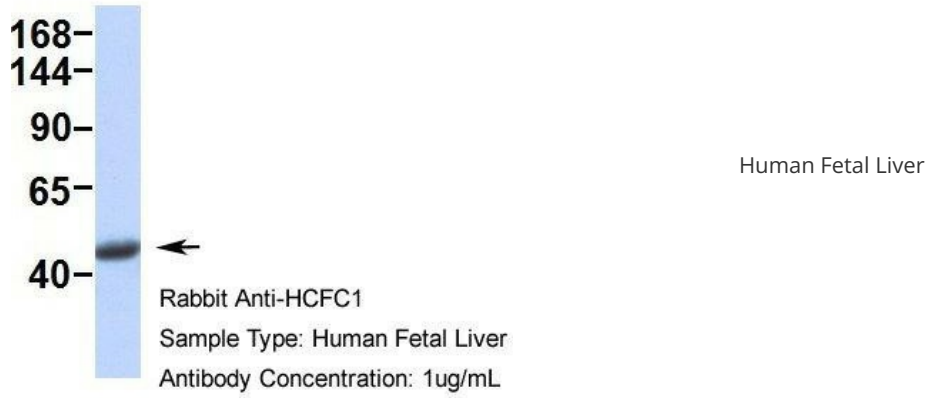 168-
144-
90-
65-
40-
Human Fetal Liver
Rabbit Anti-HCFC1
Sample Type: Human Fetal Liver
Antibody Concentration: 1ug/mL